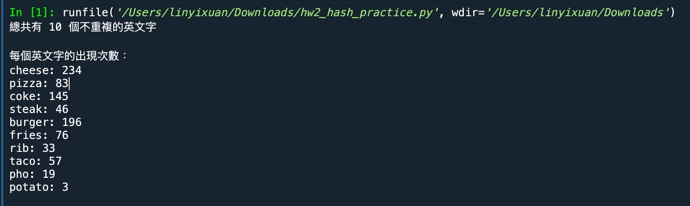 In [1]: runfile('/Users/linyixuan/Downloads/hw2_hash_practice.py', wdir='/Users/linyixuan/Downloads')
總共有 10 個不重複的英文字
每個英文字的出現次數：
cheese: 234
pizza: 83
coke: 145
steak: 46
burger: 196
fries: 76
rib: 33
taco: 57
pho: 19
potato: 3